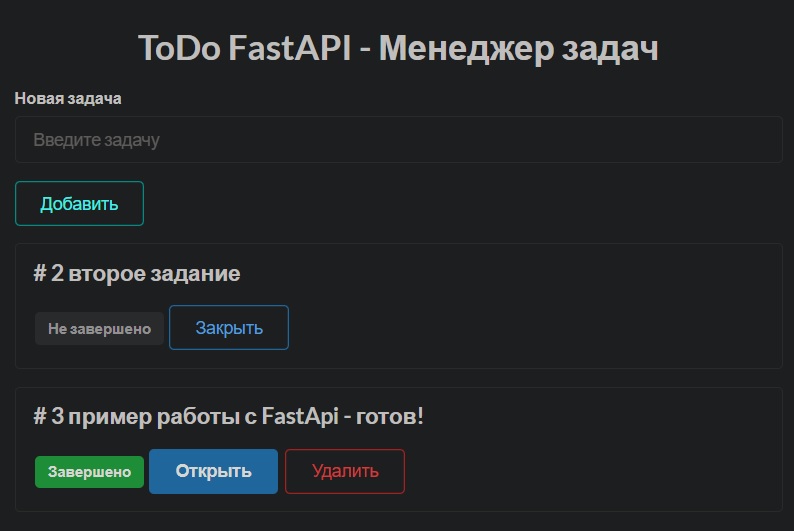 ToDo FastAPI - Менеджер задач
Новая задача
Введите задачу
Добавить
# 2 второе задание
Не завершено Закрыть
# 3 пример работы с FastApi - готов!
Завершено Открыть Удалить